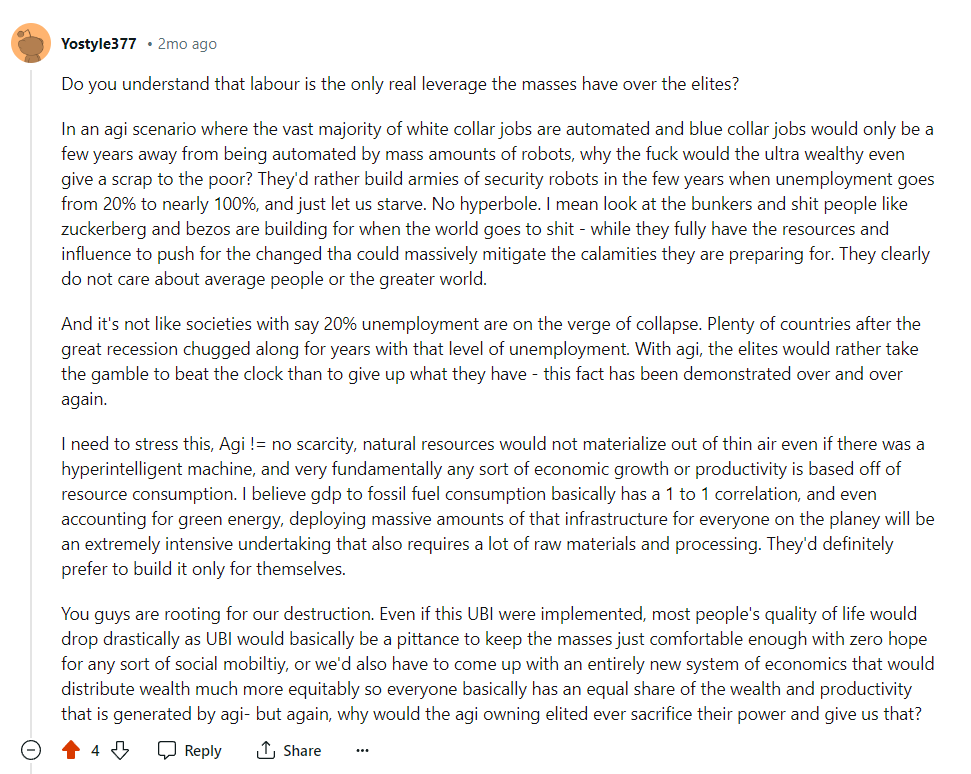 Yostyle377 • 2mo ago
Do you understand that labour is the only real leverage the masses have over the elites?
In an agi scenario where the vast majority of white collar jobs are automated and blue collar jobs would only be a
few years away from being automated by mass amounts of robots, why the fuck would the ultra wealthy even
give a scrap to the poor? They'd rather build armies of security robots in the few years when unemployment goes
from 20% to nearly 100%, and just let us starve. No hyperbole. I mean look at the bunkers and shit people like
zuckerberg and bezos are building for when the world goes to shit - while they fully have the resources and
influence to push for the changed tha could massively mitigate the calamities they are preparing for. They clearly
do not care about average people or the greater world.
And it's not like societies with say 20% unemployment are on the verge of collapse. Plenty of countries after the
great recession chugged along for years with that level of unemployment. With agi, the elites would rather take
the gamble to beat the clock than to give up what they have - this fact has been demonstrated over and over
again.
I need to stress this, Agi != no scarcity, natural resources would not materialize out of thin air even if there was a
hyperintelligent machine, and very fundamentally any sort of economic growth or productivity is based off of
resource consumption. I believe gdp to fossil fuel consumption basically has a 1 to 1 correlation, and even
accounting for green energy, deploying massive amounts of that infrastructure for everyone on the planey will be
an extremely intensive undertaking that also requires a lot of raw materials and processing. They'd definitely
prefer to build it only for themselves.
You guys are rooting for our destruction. Even if this UBI were implemented, most people's quality of life would
drop drastically as UBI would basically be a pittance to keep the masses just comfortable enough with zero hope
for any sort of social mobiltiy, or we'd also have to come up with an entirely new system of economics that would
distribute wealth much more equitably so everyone basically has an equal share of the wealth and productivity
that is generated by agi- but again, why would the agi owning elited ever sacrifice their power and give us that?
4 Reply Share ...